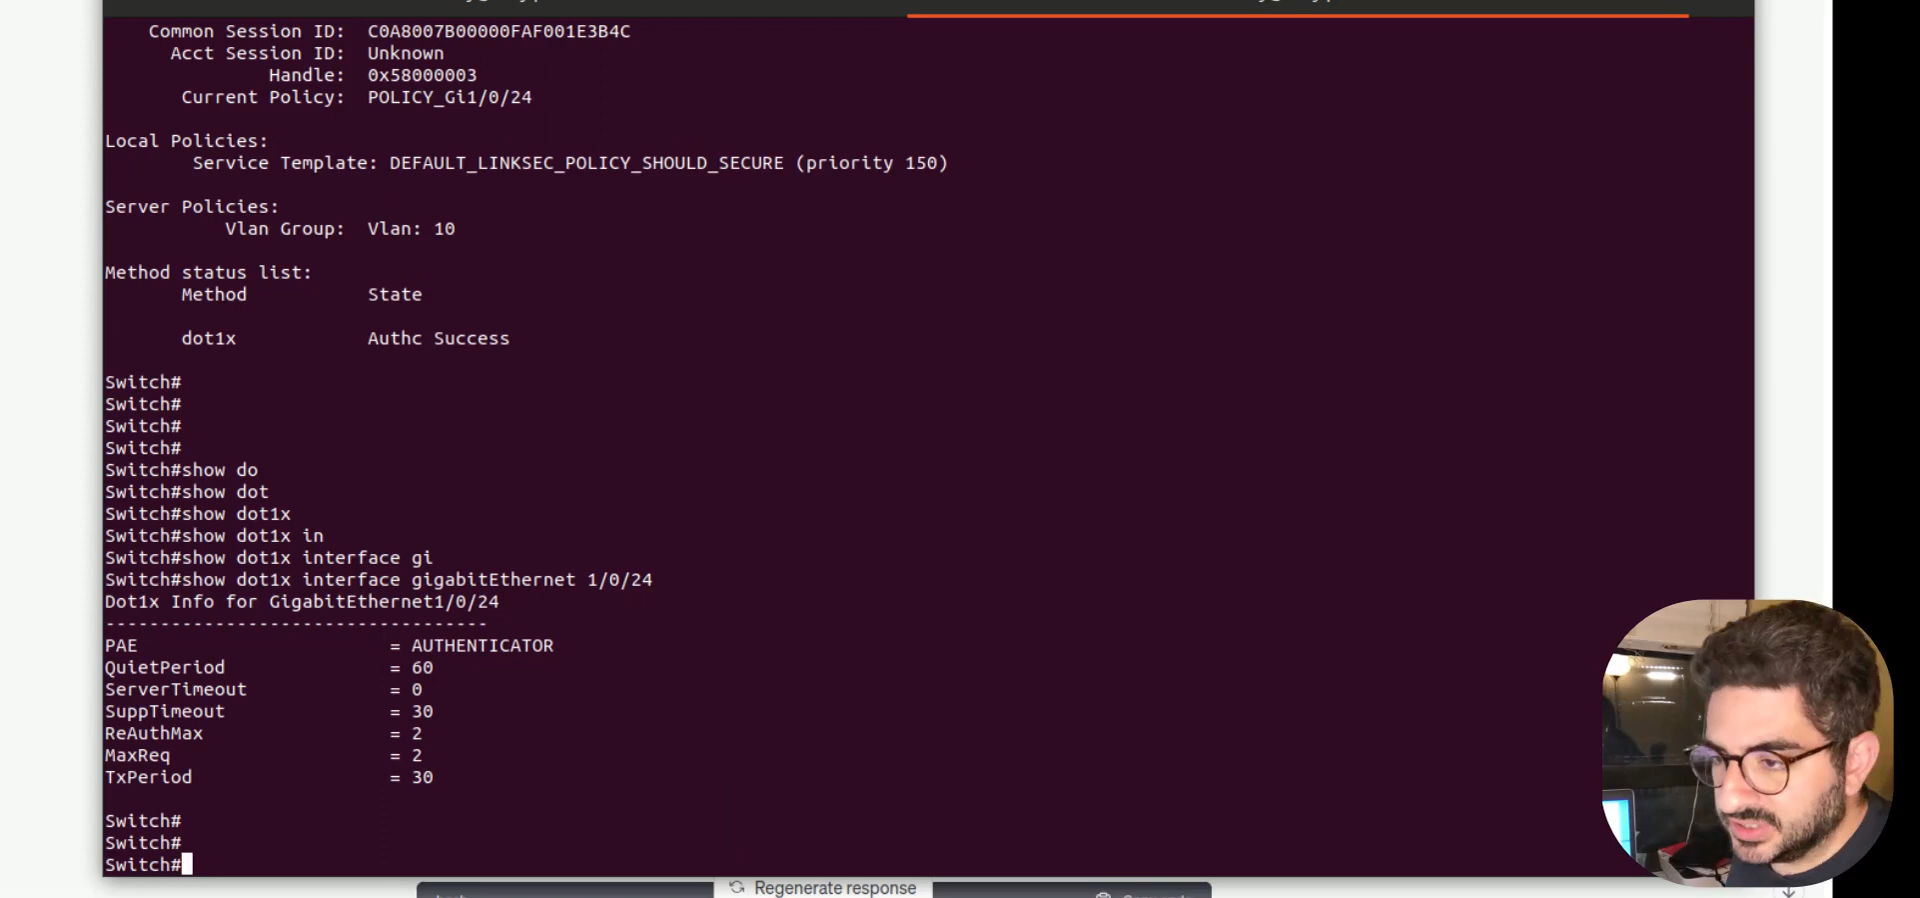 Common Session ID: C0A8007B00000FAF001E3B4C
Acct Session ID: Unknown
Handle: 0x58000003
Current Policy: POLICY_Gi1/0/24
Local Policies:
Service Template: DEFAULT_LINKSEC_POLICY_SHOULD_SECURE (priority 150)
Server Policies:
Vlan Group: Vlan: 10
Method status list:
Method State
dot1x Authc Success
Switch#
Switch#
Switch#
Switch#
Switch#show do
Switch#show dot
Switch#show dot1x
Switch#show dot1x in
Switch#show dot1x interface gi
Switch#show dot1x interface gigabitEthernet 1/0/24
Dot1x Info for GigabitEthernet1/0/24
-----------------------------------
PAE = AUTHENTICATOR
QuietPeriod = 60
ServerTimeout = 0
SuppTimeout = 30
ReAuthMax = 2
MaxReq = 2
TxPeriod = 30
Switch#
Switch#
Switch#
Regenerate response